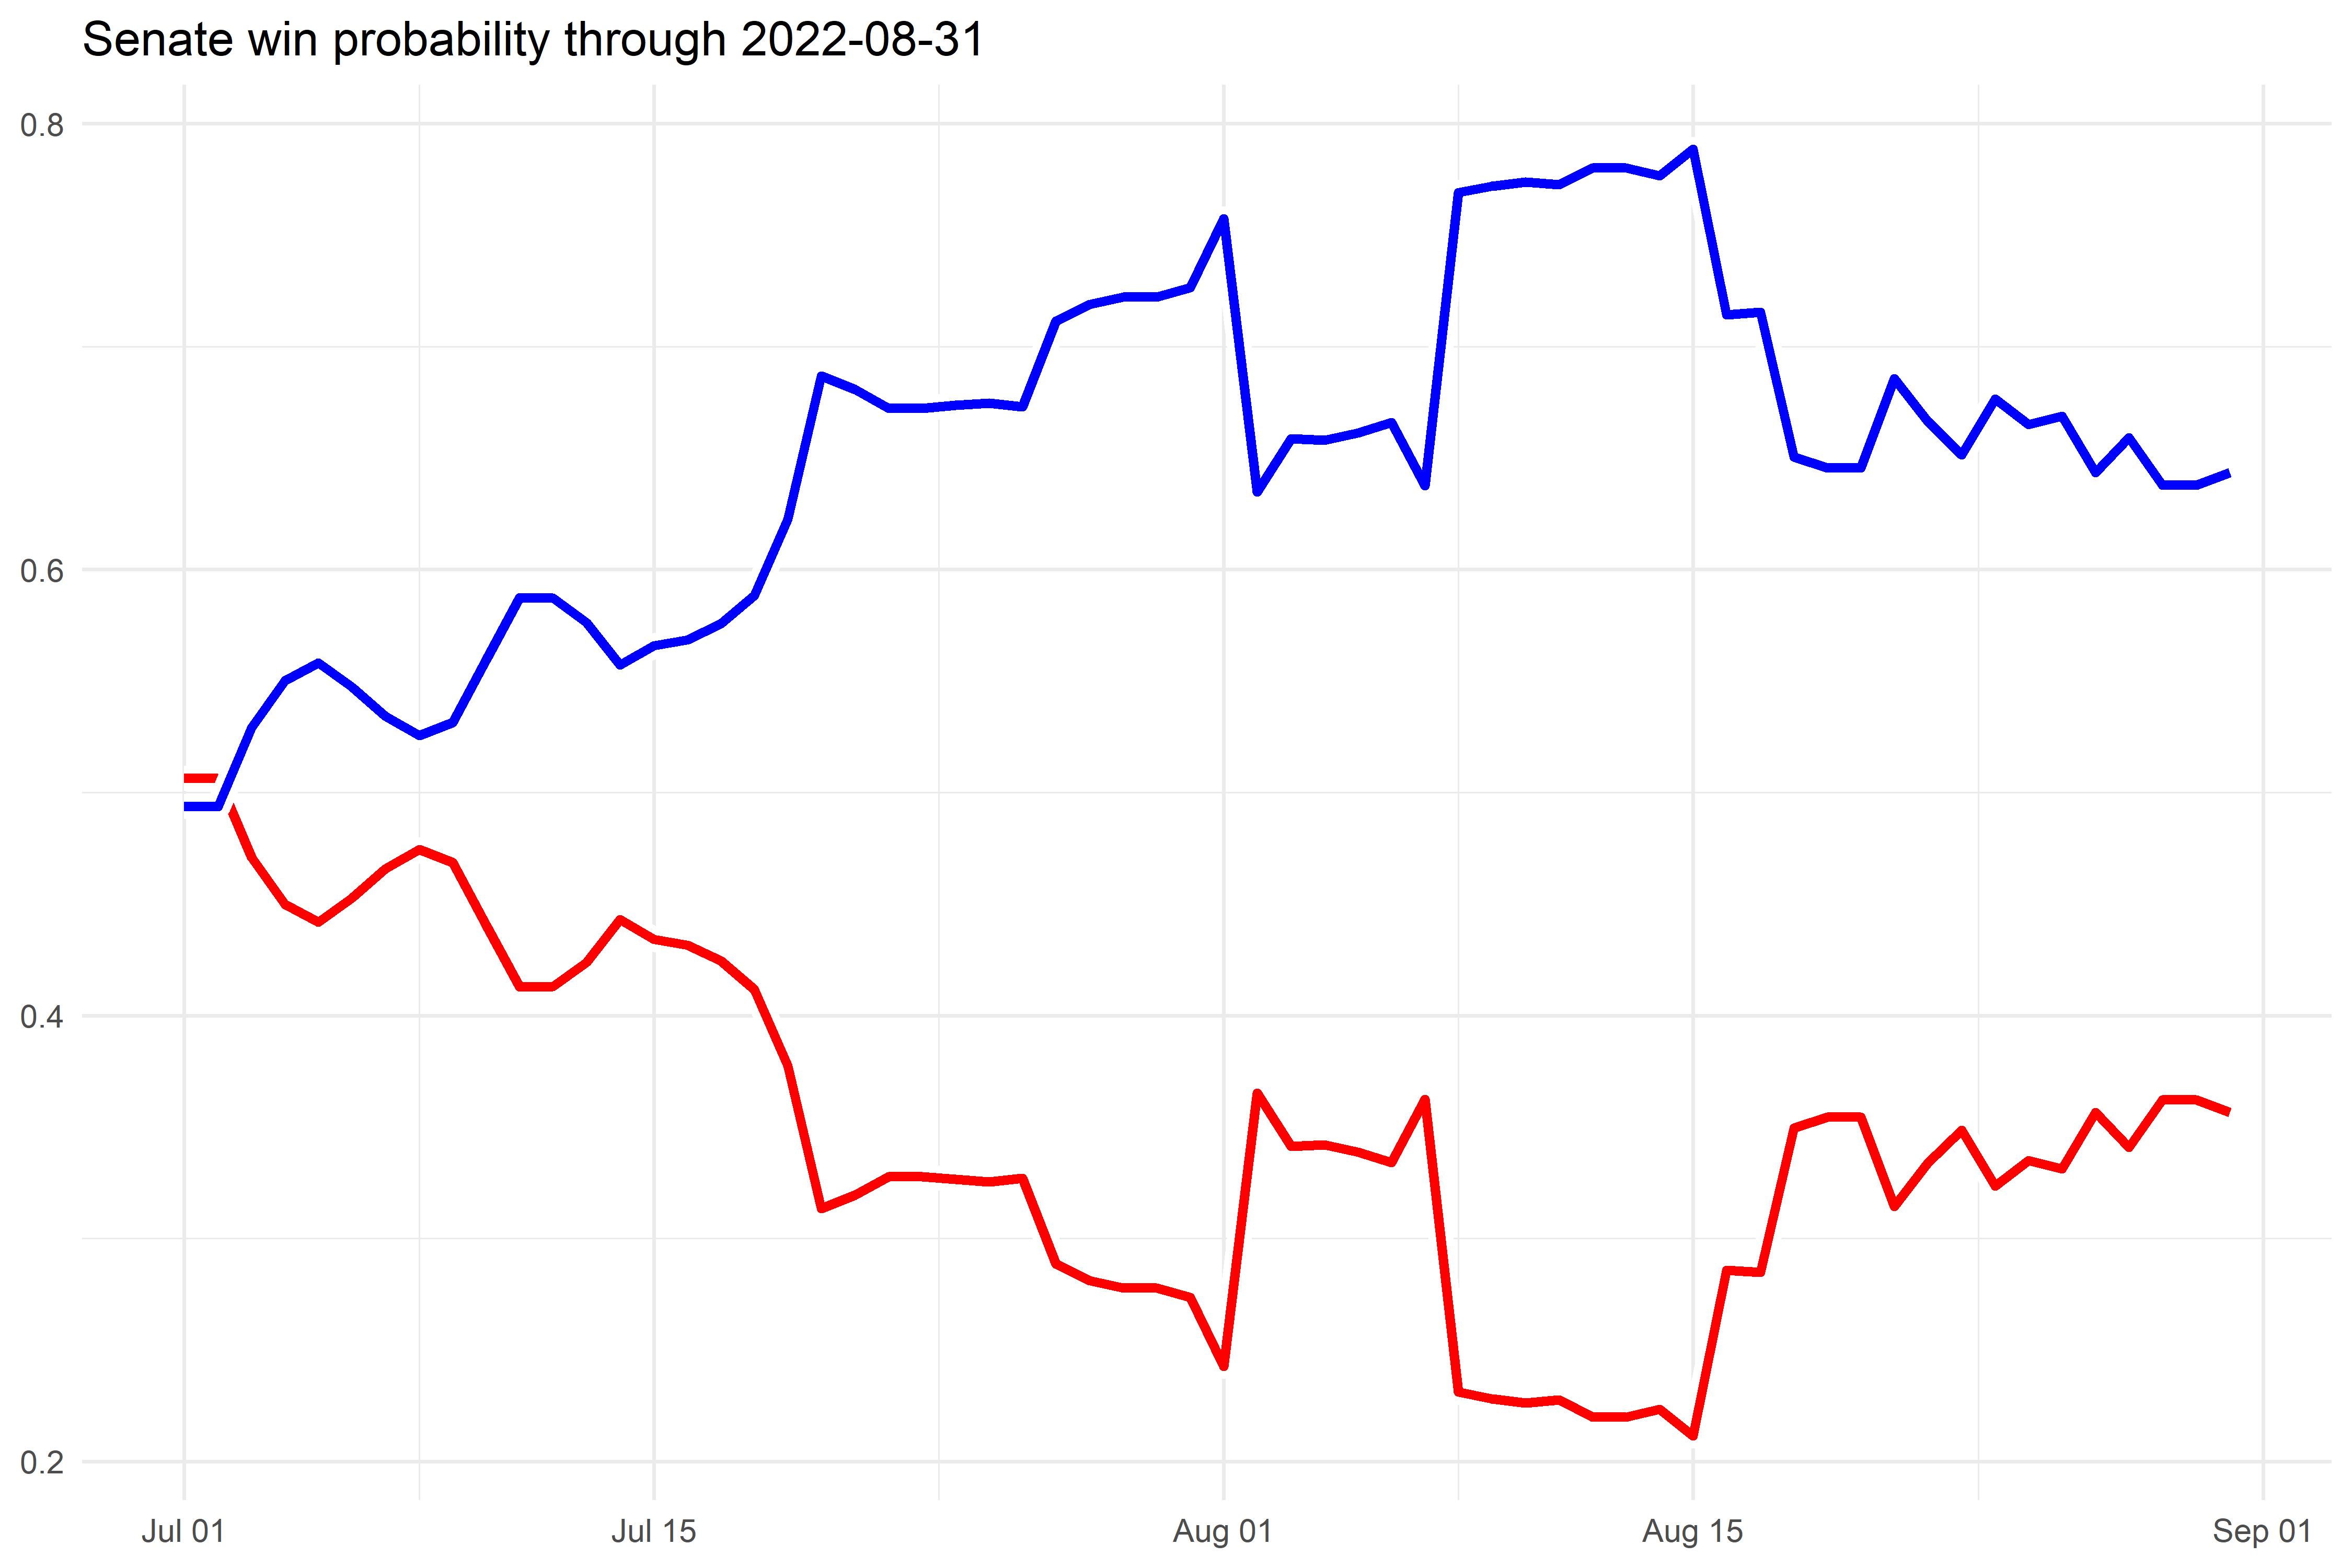 Senate win probability through 2022-08-31
0.8
0.6
0.4
0.2
Jul 01 Jul 15 Aug 01 Aug 15 Sep 01